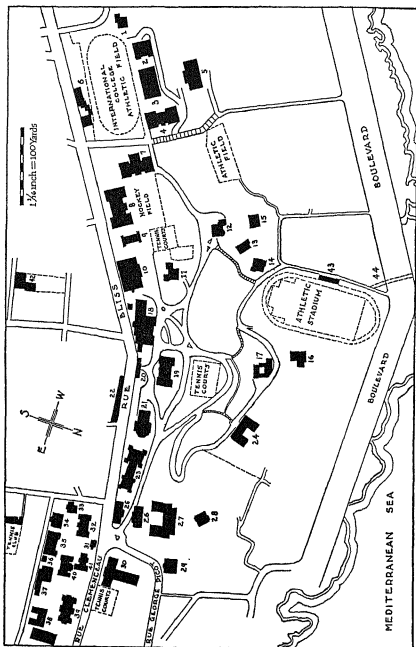 1⅛ inch = 100 Yards
INTERNATIONAL
COLLEGE
ATHLETIC FIELD
1
2
3
4
5
6
7
8
HOCKEY
FIELD
9
TENNIS
COURT
10
11
12
13
14
15
ATHLETIC
FIELD
BOULEVARD
42
RUE BLISS
18
19
20
21
22
23
TENNIS
COURTS
17
16
24
ATHLETIC
STADIUM
43
44
BOULEVARD
S
W
E
N
TENNIS
CLUB
25
26
27
28
29
30
TENNIS
COURTS
31
32
33
34
35
36
37
38
39
40
41
RUE CLEMENCEAU
RUE GEORGE POST
MEDITERRANEAN SEA